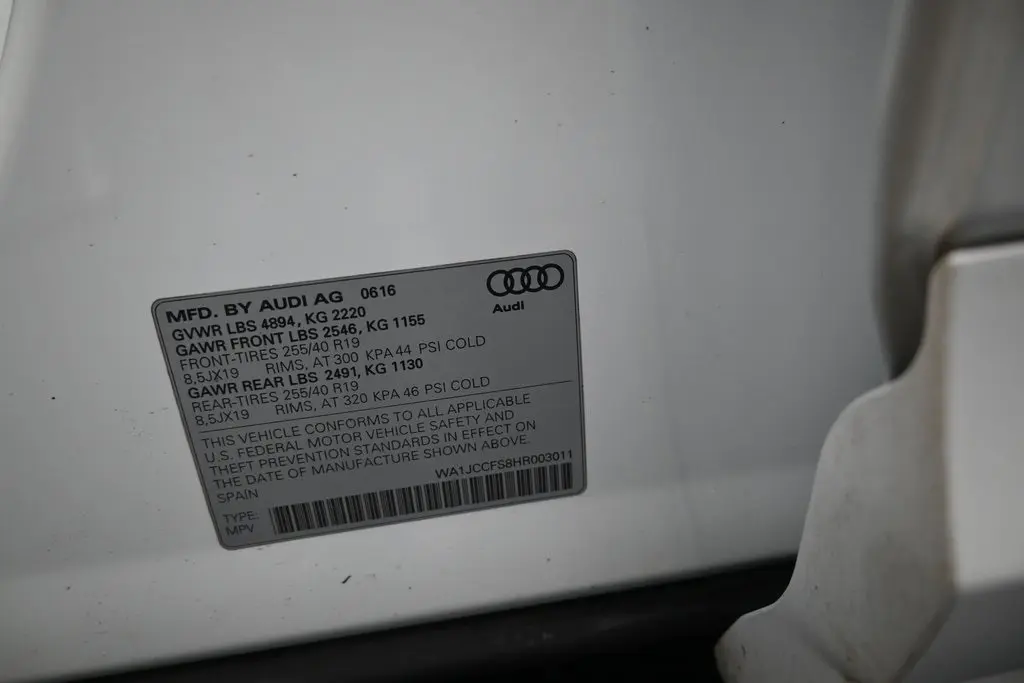 MFD. BY AUDI AG 0616
Audi
GVWR LBS 4894, KG 2220
GAWR FRONT LBS 2546, KG 1155
FRONT-TIRES 255/40 R19
8,5JX19 RIMS, AT 300 KPA 44 PSI COLD
GAWR REAR LBS 2491, KG 1130
REAR-TIRES 255/40 R19
8,5JX19 RIMS, AT 320 KPA 46 PSI COLD
THIS VEHICLE CONFORMS TO ALL APPLICABLE
U.S. FEDERAL MOTOR VEHICLE SAFETY AND
THEFT PREVENTION STANDARDS IN EFFECT ON
THE DATE OF MANUFACTURE SHOWN ABOVE.
SPAIN WA1JCCFS8HR003011
TYPE:
MPV